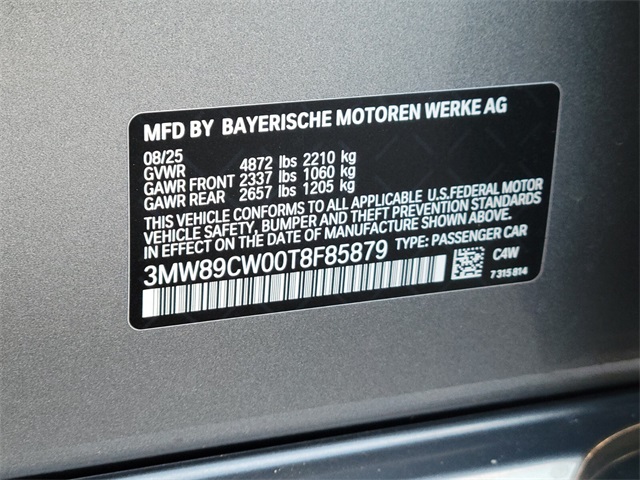 MFD BY BAYERISCHE MOTOREN WERKE AG
08/25
GVWR 4872 lbs 2210 kg
GAWR FRONT 2337 lbs 1060 kg
GAWR REAR 2657 lbs 1205 kg
THIS VEHICLE CONFORMS TO ALL APPLICABLE U.S.FEDERAL MOTOR
VEHICLE SAFETY, BUMPER AND THEFT PREVENTION STANDARDS
IN EFFECT ON THE DATE OF MANUFACTURE SHOWN ABOVE.
3MW89CW00T8F85879 TYPE: PASSENGER CAR
C4W
7315814